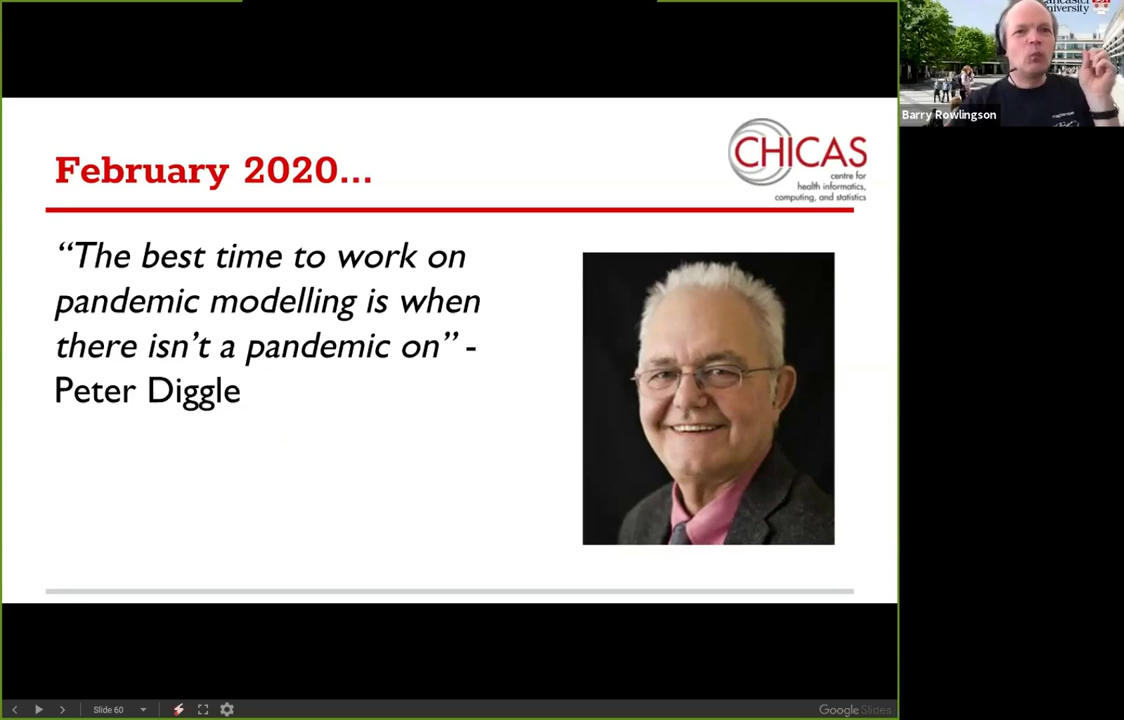 February 2020...
CHICAS
centre for
health informatics,
computing, and statistics
“The best time to work on
pandemic modelling is when
there isn’t a pandemic on” -
Peter Diggle
University
Barry Rowlingson
Slide 60
Google Slides